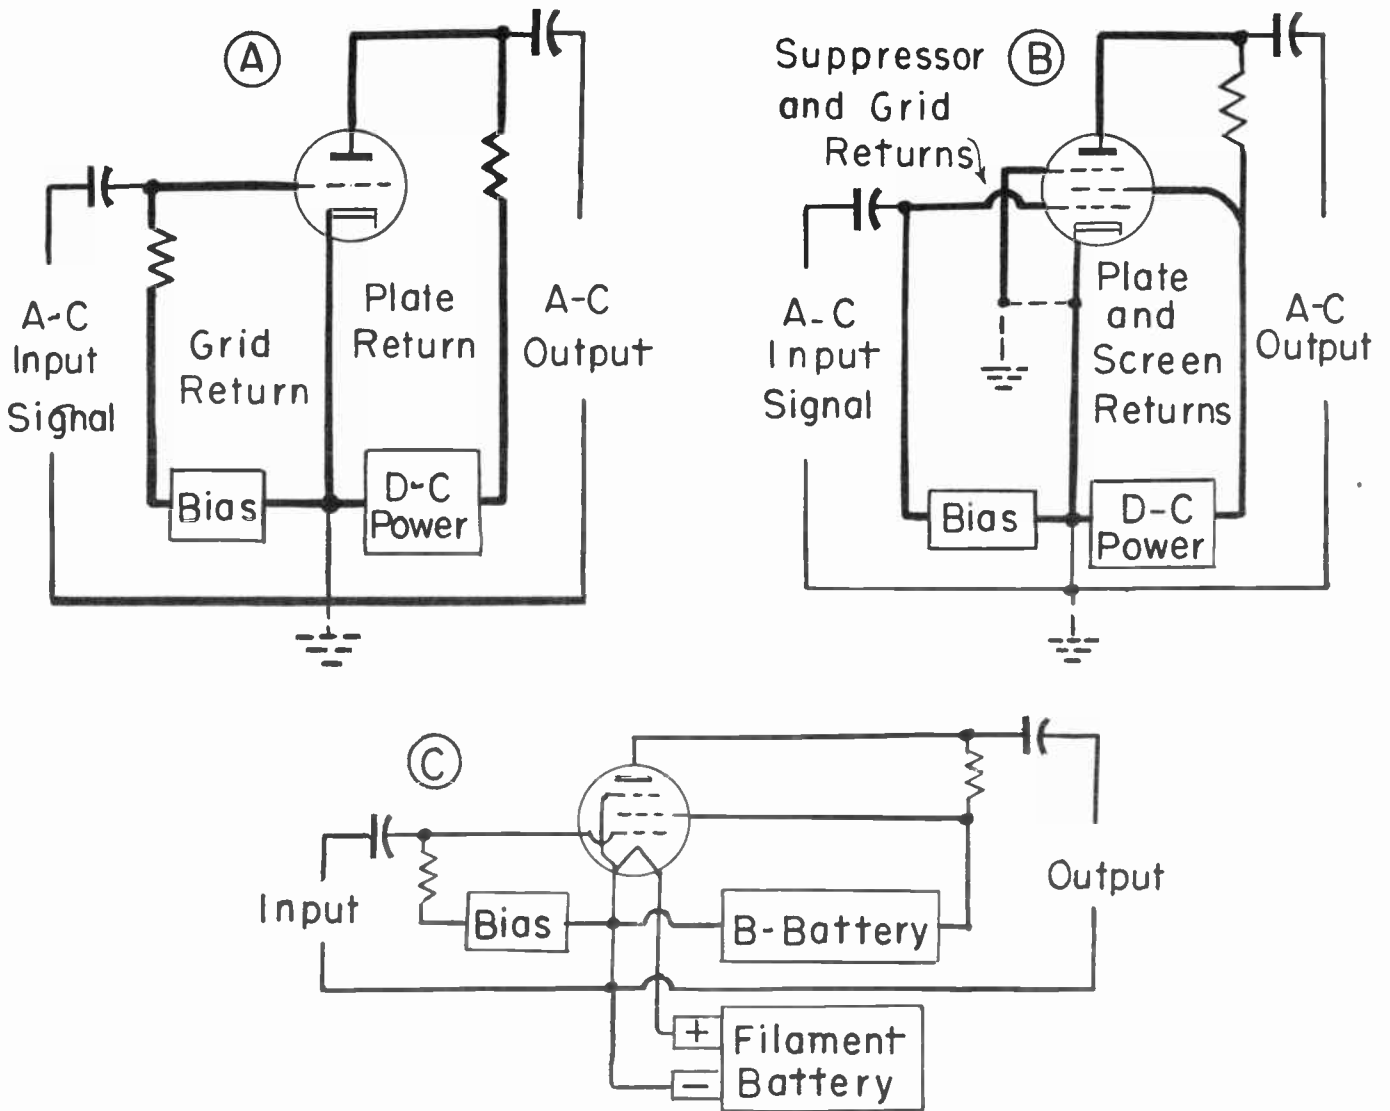 A
A-C
Input
Signal
Grid
Return
Plate
Return
A-C
Output
Bias
D-C
Power
B
Suppressor
and Grid
Returns
A-C
Input
Signal
Plate
and
Screen
Returns
A-C
Output
Bias
D-C
Power
C
Input
Bias
B-Battery
Output
+
Filament
−
Battery